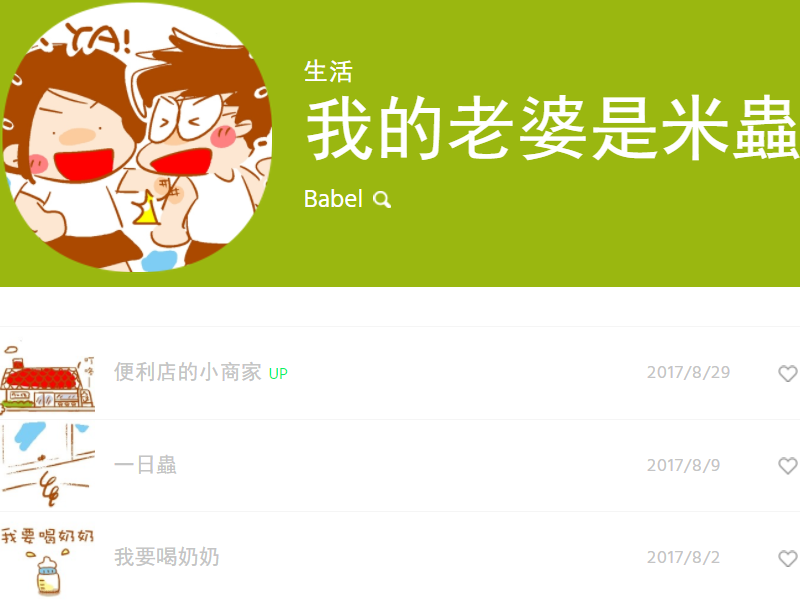 YA!
生活
我的老婆是米蟲
Babel
叮咚
便利店的小商家 UP
2017/8/29
一日蟲
2017/8/9
我要喝奶奶
我要喝奶奶
2017/8/2